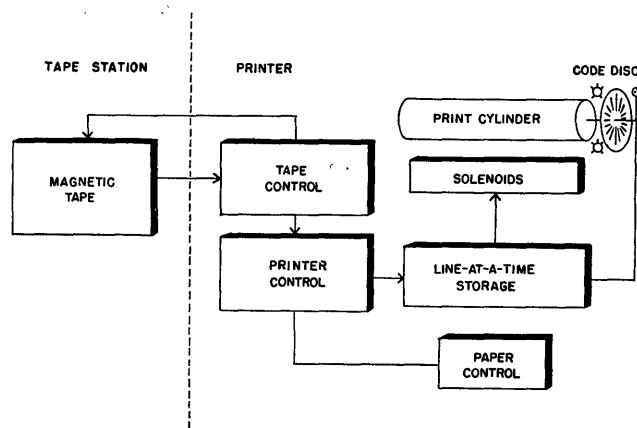 TAPE STATION
PRINTER
CODE DISC
PRINT CYLINDER
MAGNETIC
TAPE
TAPE
CONTROL
SOLENOIDS
PRINTER
CONTROL
LINE-AT-A-TIME
STORAGE
PAPER
CONTROL